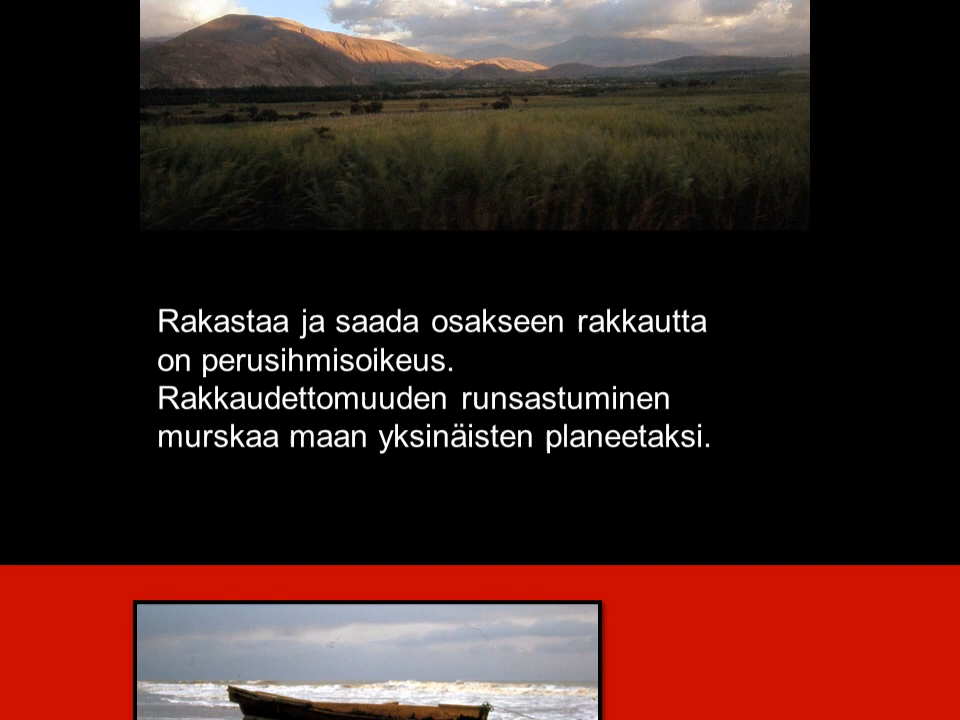 Rakastaa ja saada osakseen rakkautta
on perusihmisoikeus.
Rakkaudettomuuden runsastuminen
murskaa maan yksinäisten planeetaksi.